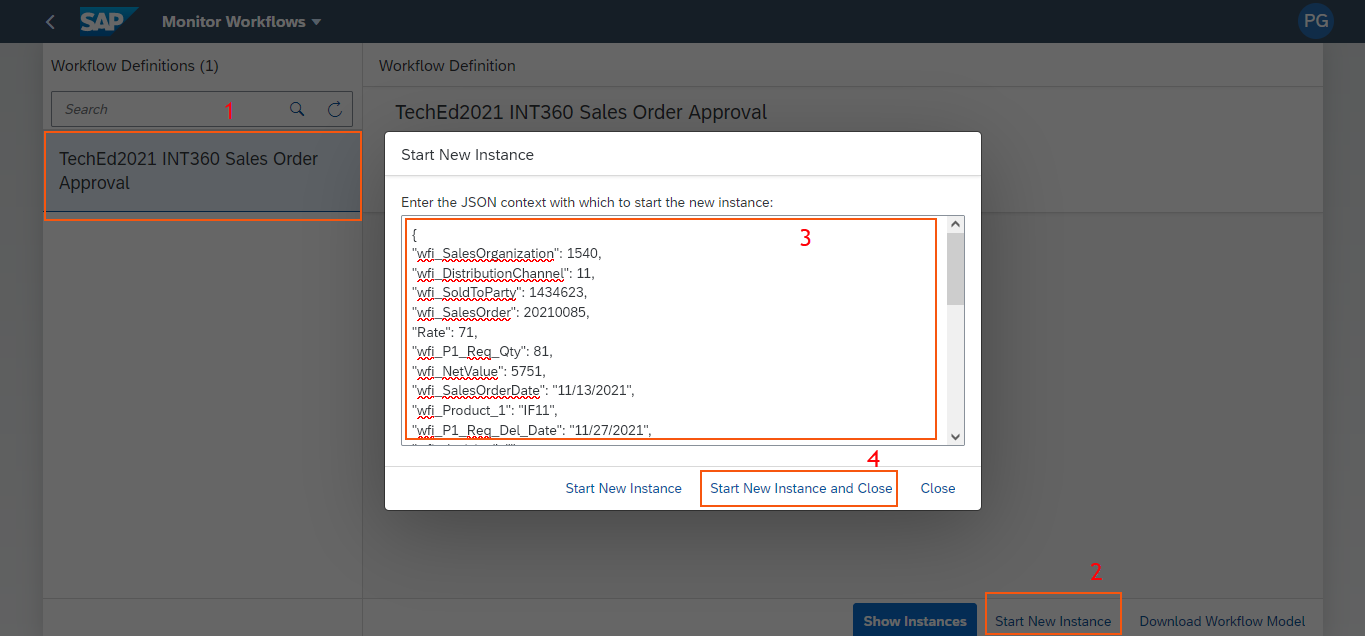 SAP Monitor Workflows
PG
Workflow Definitions (1)
Workflow Definition
Search
1
TechEd2021 INT360 Sales Order Approval
TechEd2021 INT360 Sales Order
Approval
Start New Instance
Enter the JSON context with which to start the new instance:
3
{
"wfi_SalesOrganization": 1540,
"wfi_DistributionChannel": 11,
"wfi_SoldToParty": 1434623,
"wfi_SalesOrder": 20210085,
"Rate": 71,
"wfi_P1_Req_Qty": 81,
"wfi_NetValue": 5751,
"wfi_SalesOrderDate": "11/13/2021",
"wfi_Product_1": "IF11",
"wfi_P1_Req_Del_Date": "11/27/2021",
4
Start New Instance
Start New Instance and Close
Close
2
Show Instances
Start New Instance
Download Workflow Model